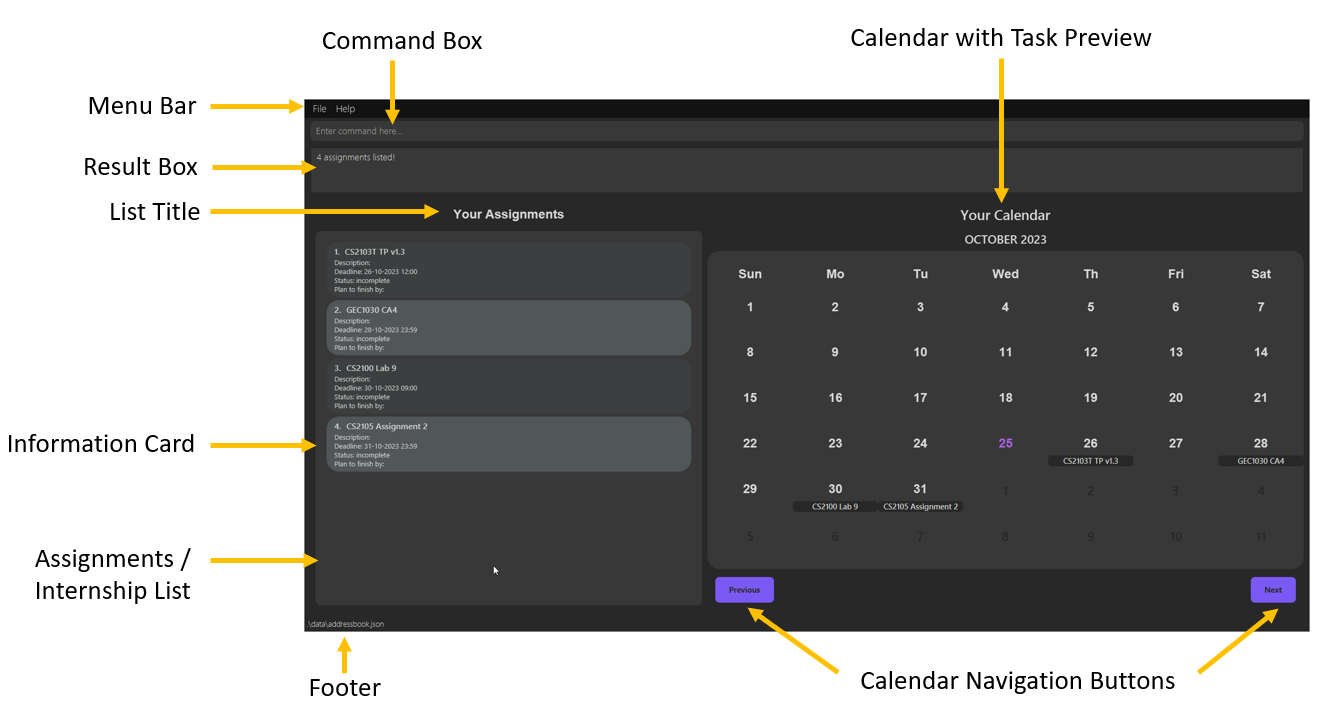 Command Box
Calendar with Task Preview
Menu Bar
File Help
Enter command here...
Result Box
4 assignments listed!
List Title
Your Assignments
Your Calendar
OCTOBER 2023
1. CS2103T TP v1.3
Description:
Deadline: 26-10-2023 12:00
Status: incomplete
Plan to finish by:
2. GEC1030 CA4
Description:
Deadline: 28-10-2023 23:59
Status: incomplete
Plan to finish by:
3. CS2100 Lab 9
Description:
Deadline: 30-10-2023 09:00
Status: incomplete
Plan to finish by:
Information Card
4. CS2105 Assignment 2
Description:
Deadline: 31-10-2023 23:59
Status: incomplete
Plan to finish by:
Assignments /
Internship List
Sun Mo Tu Wed Th Fri Sat
1 2 3 4 5 6 7
8 9 10 11 12 13 14
15 16 17 18 19 20 21
22 23 24 25 26 27 28
CS2103T TP v1.3 GEC1030 CA4
29 30 31 1 2 3 4
CS2100 Lab 9 CS2105 Assignment 2
5 6 7 8 9 10 11
Previous Next
.\data\addressbook.json
Footer
Calendar Navigation Buttons